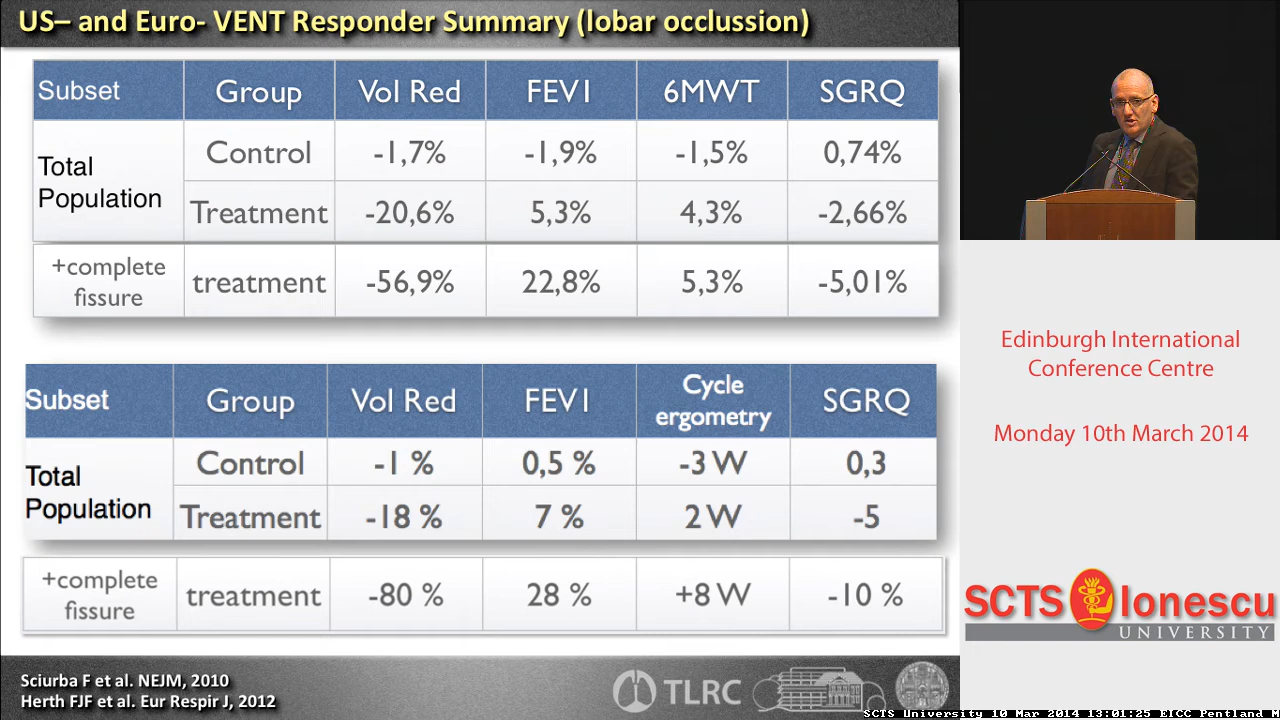 US– and Euro- VENT Responder Summary (lobar occlussion)
Subset Group Vol Red FEV1 6MWT SGRQ
Total Population Control -1,7% -1,9% -1,5% 0,74%
Treatment -20,6% 5,3% 4,3% -2,66%
+complete fissure treatment -56,9% 22,8% 5,3% -5,01%
Subset Group Vol Red FEV1 Cycle ergometry SGRQ
Total Population Control -1 % 0,5 % -3 W 0,3
Treatment -18 % 7 % 2 W -5
+complete fissure treatment -80 % 28 % +8 W -10 %
Sciurba F et al. NEJM, 2010
Herth FJF et al. Eur Respir J, 2012
TLRC
Edinburgh International
Conference Centre
Monday 10th March 2014
SCTS Ionescu
UNIVERSITY
SCTS University 10 Mar 2014 13:01:25 EICC Pentland M